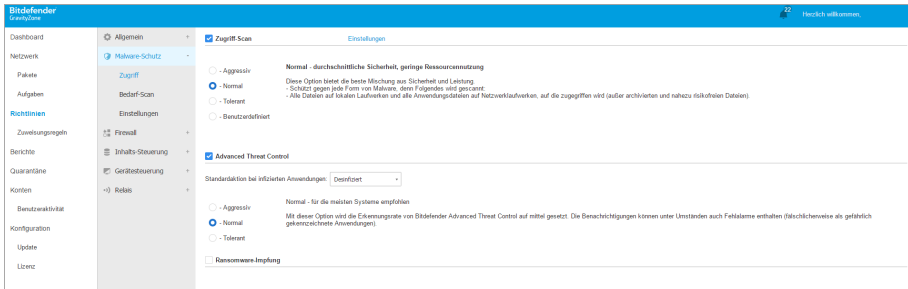 Bitdefender
GravityZone
22
Herzlich willkommen,
Dashboard
Netzwerk
Pakete
Aufgaben
Richtlinien
Zuweisungsregeln
Berichte
Quarantäne
Konten
Benutzeraktivität
Konfiguration
Update
Lizenz
Allgemein +
Malware-Schutz -
Zugriff
Bedarf-Scan
Einstellungen
Firewall +
Inhalts-Steuerung +
Gerätesteuerung +
Relais +
Zugriff-Scan Einstellungen
- Aggressiv
- Normal
- Tolerant
- Benutzerdefiniert
Normal - durchschnittliche Sicherheit, geringe Ressourcennutzung
Diese Option bietet die beste Mischung aus Sicherheit und Leistung.
- Schützt gegen jede Form von Malware, denn Folgendes wird gescannt:
- Alle Dateien auf lokalen Laufwerken und alle Anwendungsdateien auf Netzwerklaufwerken, auf die zugegriffen wird (außer archivierten und nahezu risikofreien Dateien).
Advanced Threat Control
Standardaktion bei infizierten Anwendungen: Desinfiziert
- Aggressiv
- Normal
- Tolerant
Normal - für die meisten Systeme empfohlen
Mit dieser Option wird die Erkennungsrate von Bitdefender Advanced Threat Control auf mittel gesetzt. Die Benachrichtigungen können unter Umständen auch Fehlalarme enthalten (fälschlicherweise als gefährlich
gekennzeichnete Anwendungen).
Ransomware-Impfung